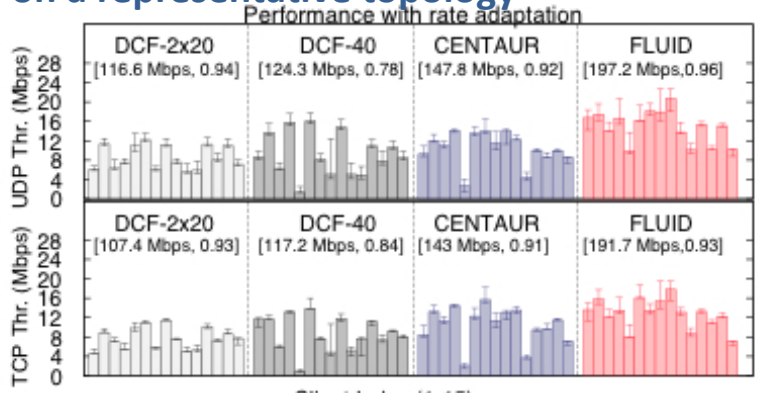 on a representative topology
Performance with rate adaptation
DCF-2x20 DCF-40 CENTAUR FLUID
[116.6 Mbps, 0.94] [124.3 Mbps, 0.78] [147.8 Mbps, 0.92] [197.2 Mbps,0.96]
UDP Thr. (Mbps)
28
24
20
16
12
8
4
0
DCF-2x20 DCF-40 CENTAUR FLUID
[107.4 Mbps, 0.93] [117.2 Mbps, 0.84] [143 Mbps, 0.91] [191.7 Mbps,0.93]
TCP Thr. (Mbps)
28
24
20
16
12
8
4
0